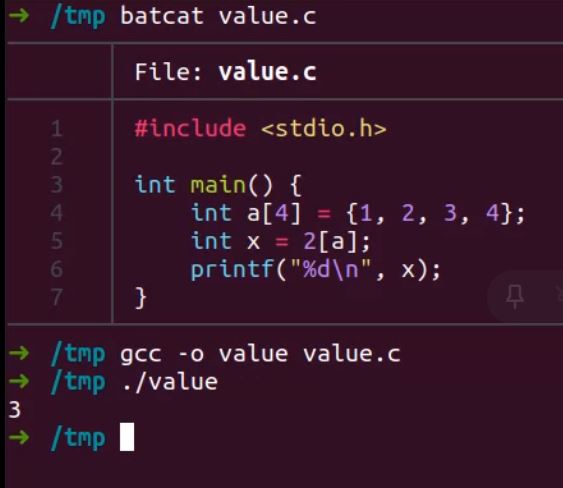 → /tmp batcat value.c
File: value.c
1 #include <stdio.h>
2
3 int main() {
4     int a[4] = {1, 2, 3, 4};
5     int x = 2[a];
6     printf("%d\n", x);
7 }
→ /tmp gcc -o value value.c
→ /tmp ./value
3
→ /tmp